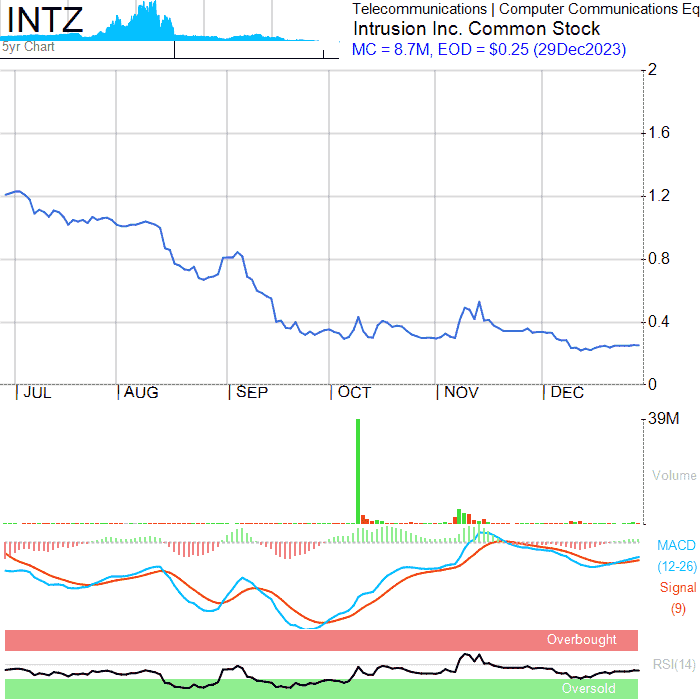 INTZ
5yr Chart
Telecommunications | Computer Communications Eq
Intrusion Inc. Common Stock
MC = 8.7M, EOD = $0.25 (29Dec2023)
2
1.6
1.2
0.8
0.4
0
JUL AUG SEP OCT NOV DEC
39M
Volume
MACD
(12-26)
Signal
(9)
Overbought
RSI(14)
Oversold